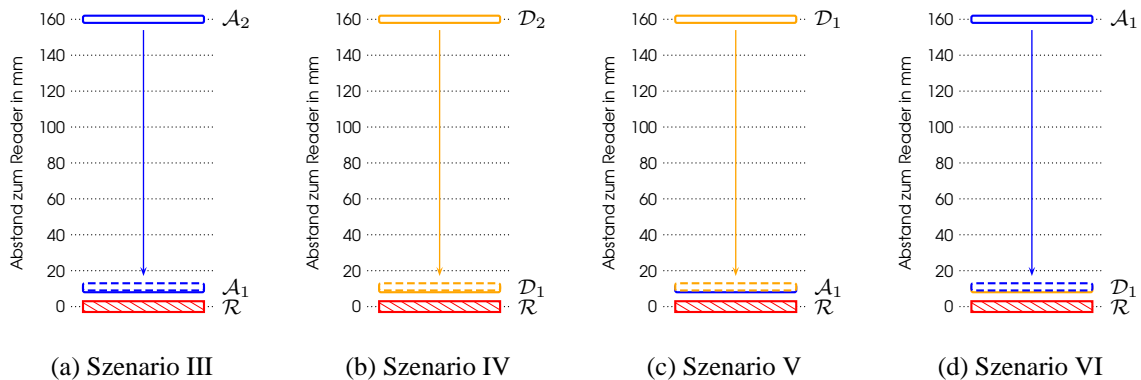 Abstand zum Reader in mm
160
140
120
100
80
60
40
20
0
𝒜₂
𝒜₁
ℛ
(a) Szenario III
Abstand zum Reader in mm
160
140
120
100
80
60
40
20
0
𝒟₂
𝒟₁
ℛ
(b) Szenario IV
Abstand zum Reader in mm
160
140
120
100
80
60
40
20
0
𝒟₁
𝒜₁
ℛ
(c) Szenario V
Abstand zum Reader in mm
160
140
120
100
80
60
40
20
0
𝒜₁
𝒟₁
ℛ
(d) Szenario VI